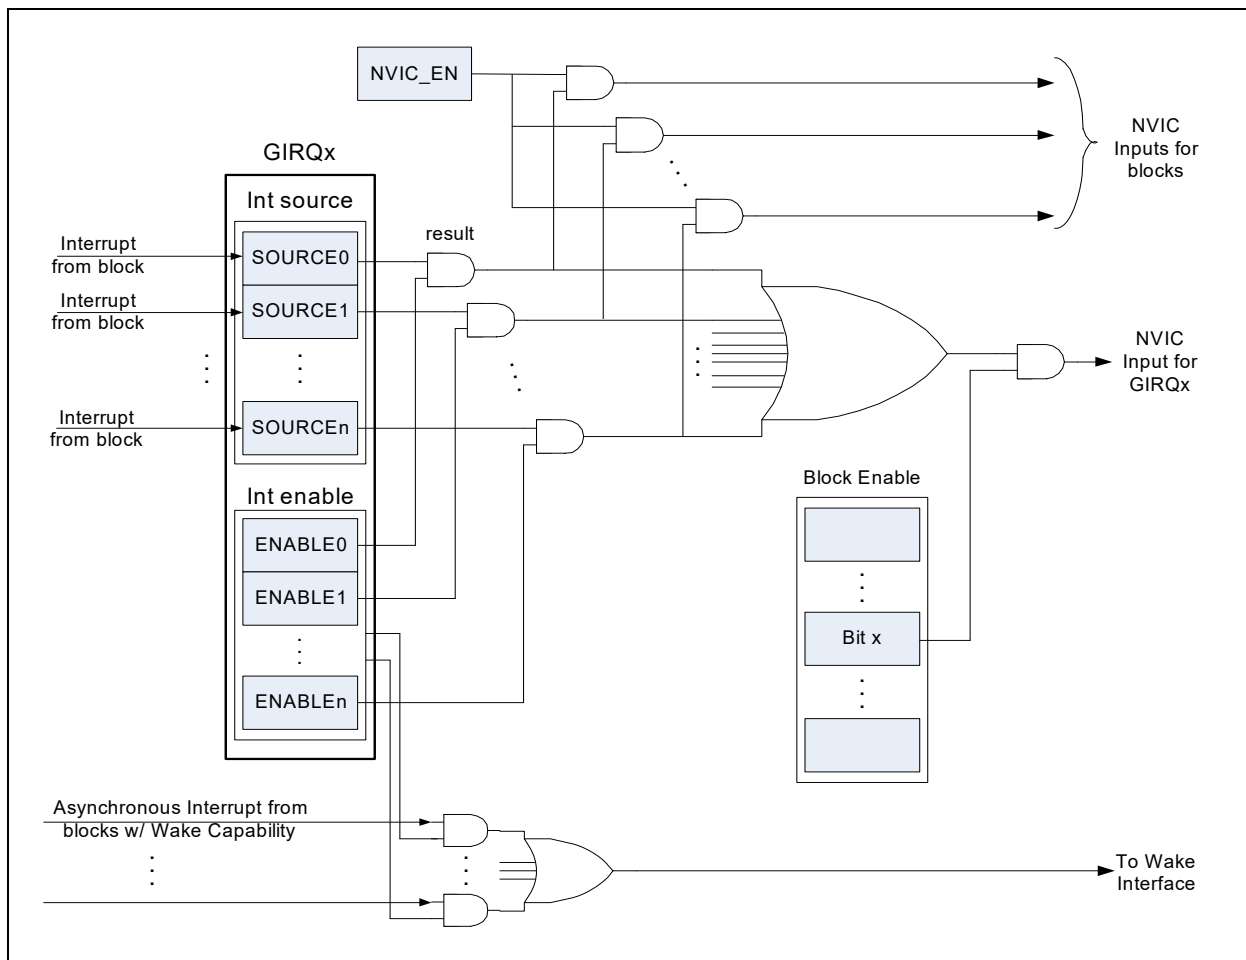 NVIC_EN
NVIC
Inputs for
blocks
GIRQx
Int source
result
Interrupt
from block
SOURCE0
Interrupt
from block
SOURCE1
NVIC
Input for
GIRQx
Interrupt
from block
SOURCEn
Block Enable
Int enable
ENABLE0
ENABLE1
Bit x
ENABLEn
Asynchronous Interrupt from
blocks w/ Wake Capability
To Wake
Interface